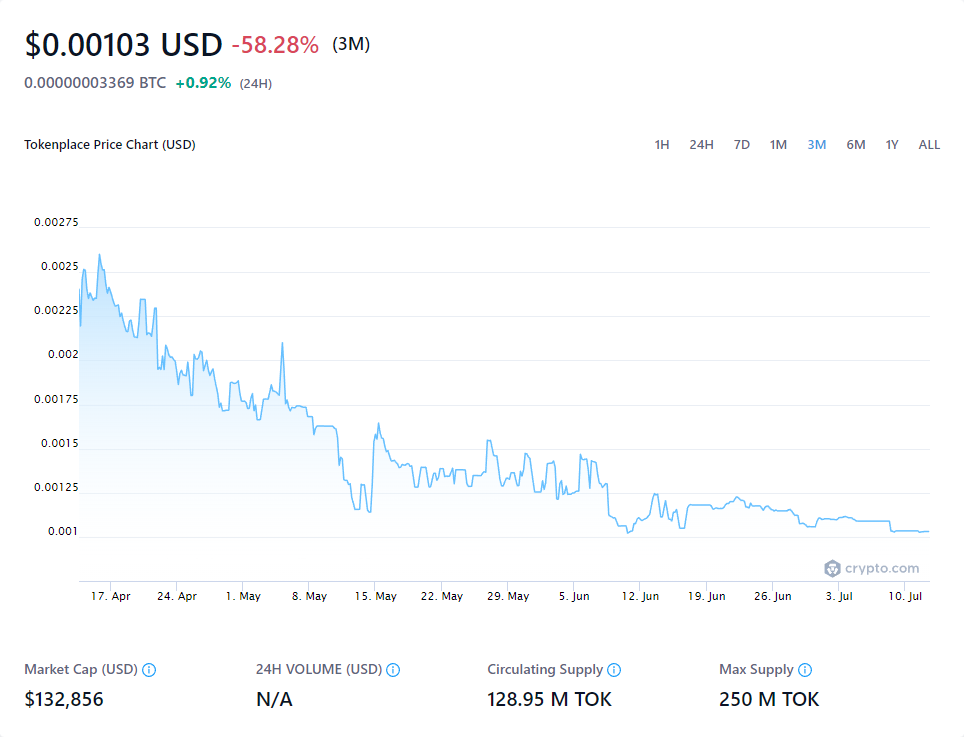 $0.00103 USD -58.28% (3M)
0.00000003369 BTC +0.92% (24H)
Tokenplace Price Chart (USD) 1H 24H 7D 1M 3M 6M 1Y ALL
0.00275
0.0025
0.00225
0.002
0.00175
0.0015
0.00125
0.001
crypto.com
17. Apr 24. Apr 1. May 8. May 15. May 22. May 29. May 5. Jun 12. Jun 19. Jun 26. Jun 3. Jul 10. Jul
Market Cap (USD) 24H VOLUME (USD) Circulating Supply Max Supply
$132,856 N/A 128.95 M TOK 250 M TOK